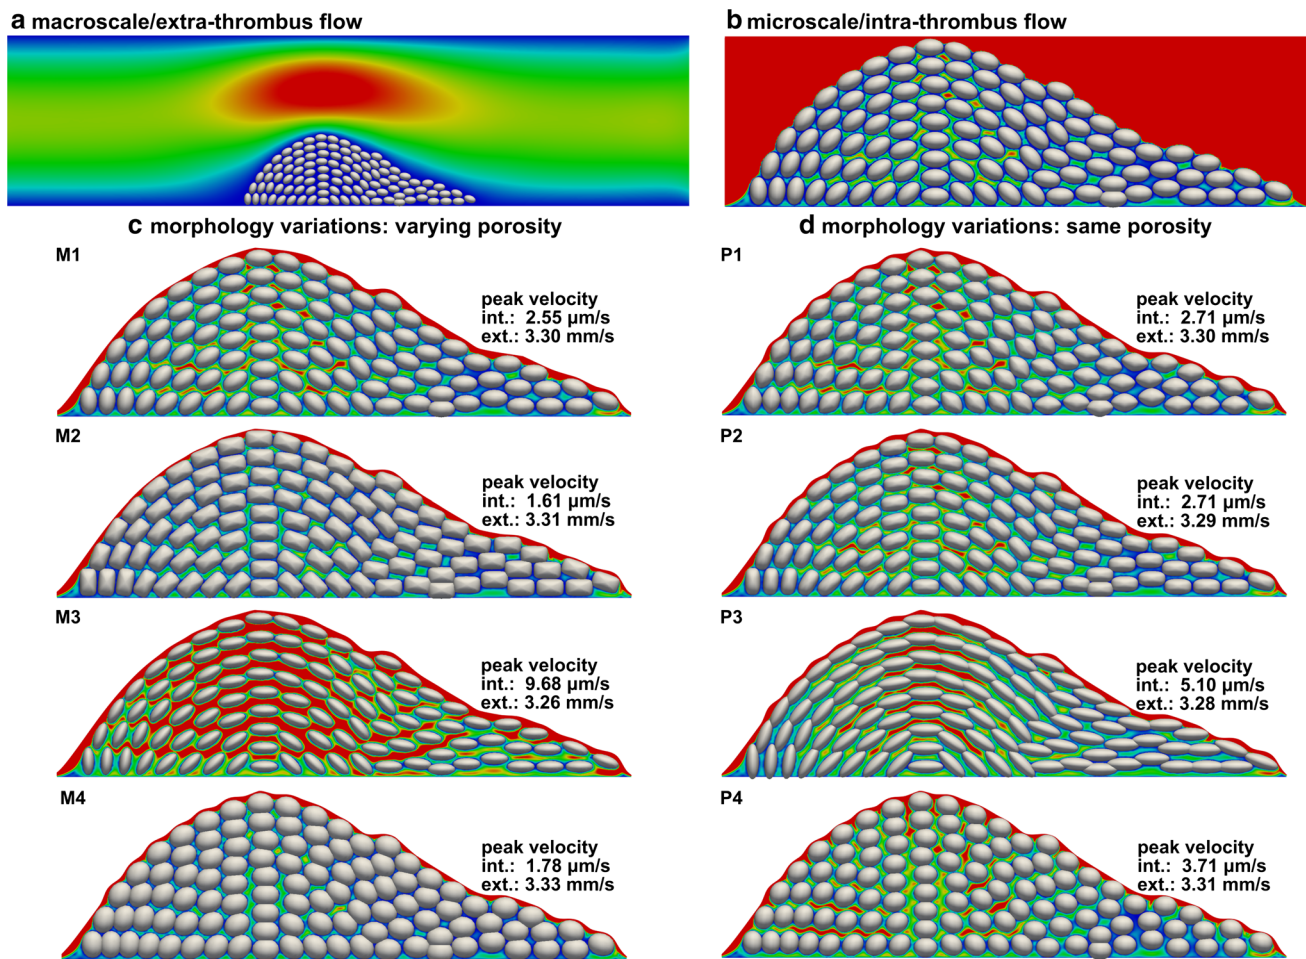 a macroscale/extra-thrombus flow
b microscale/intra-thrombus flow
c morphology variations: varying porosity
M1
peak velocity
int.: 2.55 µm/s
ext.: 3.30 mm/s
M2
peak velocity
int.: 1.61 µm/s
ext.: 3.31 mm/s
M3
peak velocity
int.: 9.68 µm/s
ext.: 3.26 mm/s
M4
peak velocity
int.: 1.78 µm/s
ext.: 3.33 mm/s
d morphology variations: same porosity
P1
peak velocity
int.: 2.71 µm/s
ext.: 3.30 mm/s
P2
peak velocity
int.: 2.71 µm/s
ext.: 3.29 mm/s
P3
peak velocity
int.: 5.10 µm/s
ext.: 3.28 mm/s
P4
peak velocity
int.: 3.71 µm/s
ext.: 3.31 mm/s